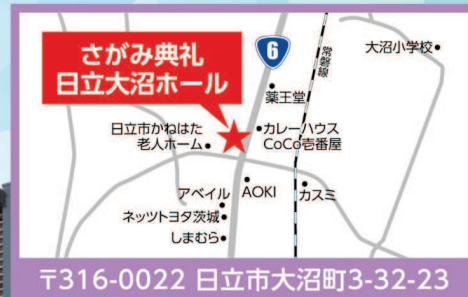 さがみ典礼
日立大沼ホール
6
常磐線
大沼小学校
薬王堂
日立市かねはた
老人ホーム
カレーハウス
CoCo壱番屋
アベイル
AOKI
カスミ
ネッツトヨタ茨城
しまむら
〒316-0022 日立市大沼町3-32-23